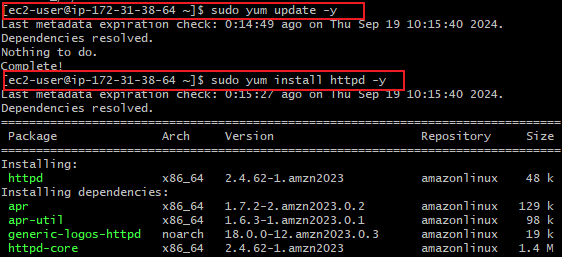 [ec2-user@ip-172-31-38-64 ~]$ sudo yum update -y
Last metadata expiration check: 0:14:49 ago on Thu Sep 19 10:15:40 2024.
Dependencies resolved.
Nothing to do.
Complete!
[ec2-user@ip-172-31-38-64 ~]$ sudo yum install httpd -y
Last metadata expiration check: 0:15:27 ago on Thu Sep 19 10:15:40 2024.
Dependencies resolved.
Package Arch Version Repository Size
Installing:
httpd x86_64 2.4.62-1.amzn2023 amazonlinux 48 k
Installing dependencies:
apr x86_64 1.7.2-2.amzn2023.0.2 amazonlinux 129 k
apr-util x86_64 1.6.3-1.amzn2023.0.1 amazonlinux 98 k
generic-logos-httpd noarch 18.0.0-12.amzn2023.0.3 amazonlinux 19 k
httpd-core x86_64 2.4.62-1.amzn2023 amazonlinux 1.4 M